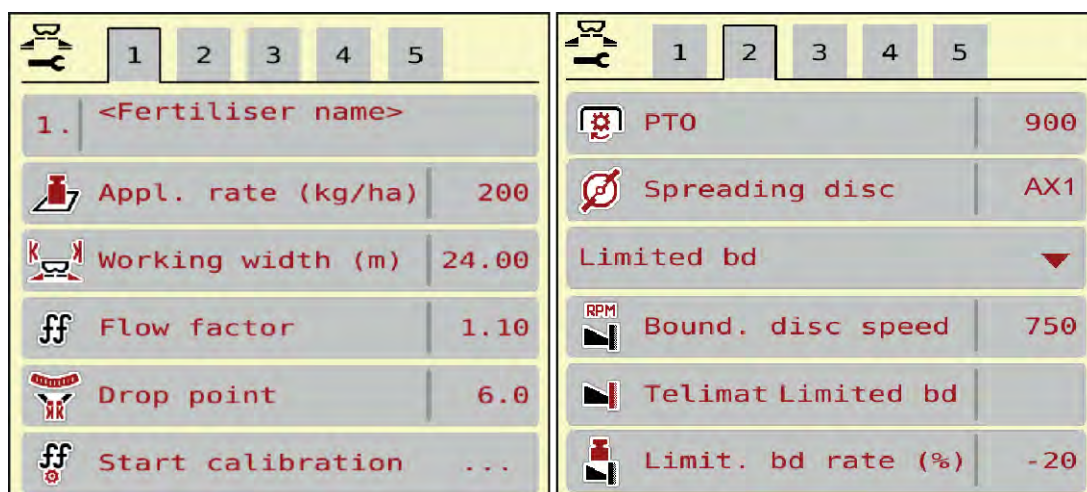 1 2 3 4 5
1. <Fertiliser name>
Appl. rate (kg/ha) 200
K K Working width (m) 24.00
ff Flow factor 1.10
Drop point 6.0
ff Start calibration ...
1 2 3 4 5
PTO 900
Spreading disc AX1
Limited bd
RPM
Bound. disc speed 750
Telimat Limited bd
Limit. bd rate (%) -20